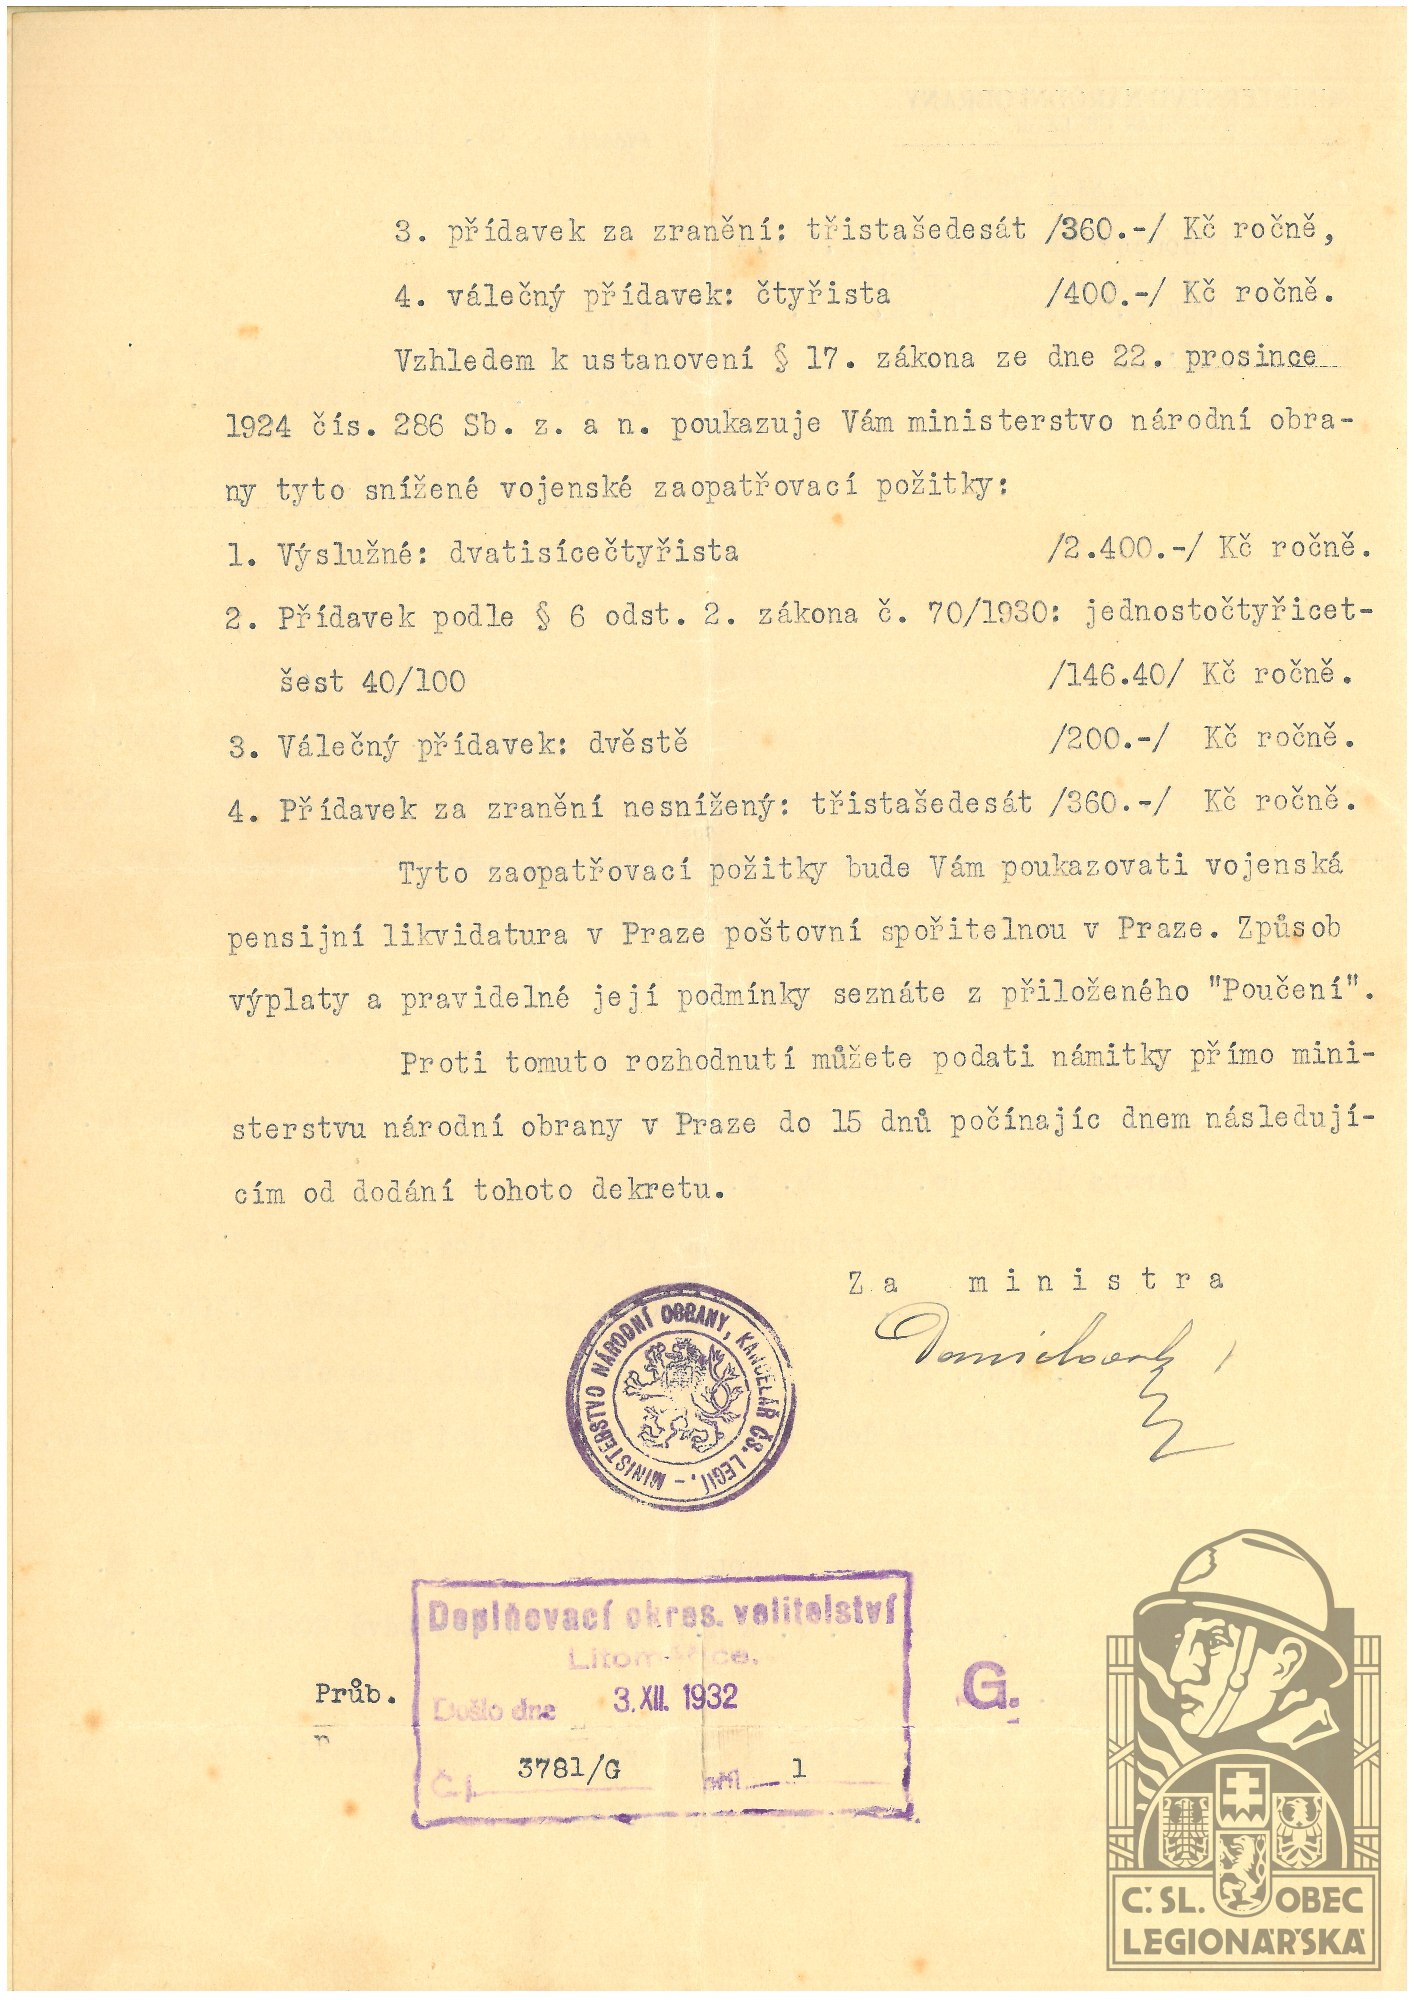 3. přídavek za zranění: třistašedesát /360.-/ Kč ročně,
4. válečný přídavek: čtyřista /400.-/ Kč ročně.
Vzhledem k ustanovení § 17. zákona ze dne 22. prosince
1924 čís. 286 Sb. z. a n. poukazuje Vám ministerstvo národní obra-
ny tyto snížené vojenské zaopatřovací požitky:
1. Výslužné: dvatisícečtyřista /2.400.-/ Kč ročně.
2. Přídavek podle § 6 odst. 2. zákona č. 70/1930: jednostočtyřicet-
šest 40/100 /146.40/ Kč ročně.
3. Válečný přídavek: dvěstě /200.-/ Kč ročně.
4. Přídavek za zranění nesnížený: třistašedesát /360.-/ Kč ročně.
Tyto zaopatřovací požitky bude Vám poukazovati vojenská
pensijní likvidatura v Praze poštovní spořitelnou v Praze. Způsob
výplaty a pravidelné její podmínky seznáte z přiloženého "Poučení".
Proti tomuto rozhodnutí můžete podati námitky přímo mini-
sterstvu národní obrany v Praze do 15 dnů počínajíc dnem následují-
cím od dodání tohoto dekretu.
Za ministra
MINISTERSTVO NÁRODNÍ OBRANY, KANCELÁŘ ČS. LEGIÍ. -
Doplňovací okres. velitelství
Litoměřice.
Průb.
Došlo dne 3. XII. 1932
G.
Č.j. 3781/G 1
Č.SL. OBEC
LEGIONÁŘSKÁ